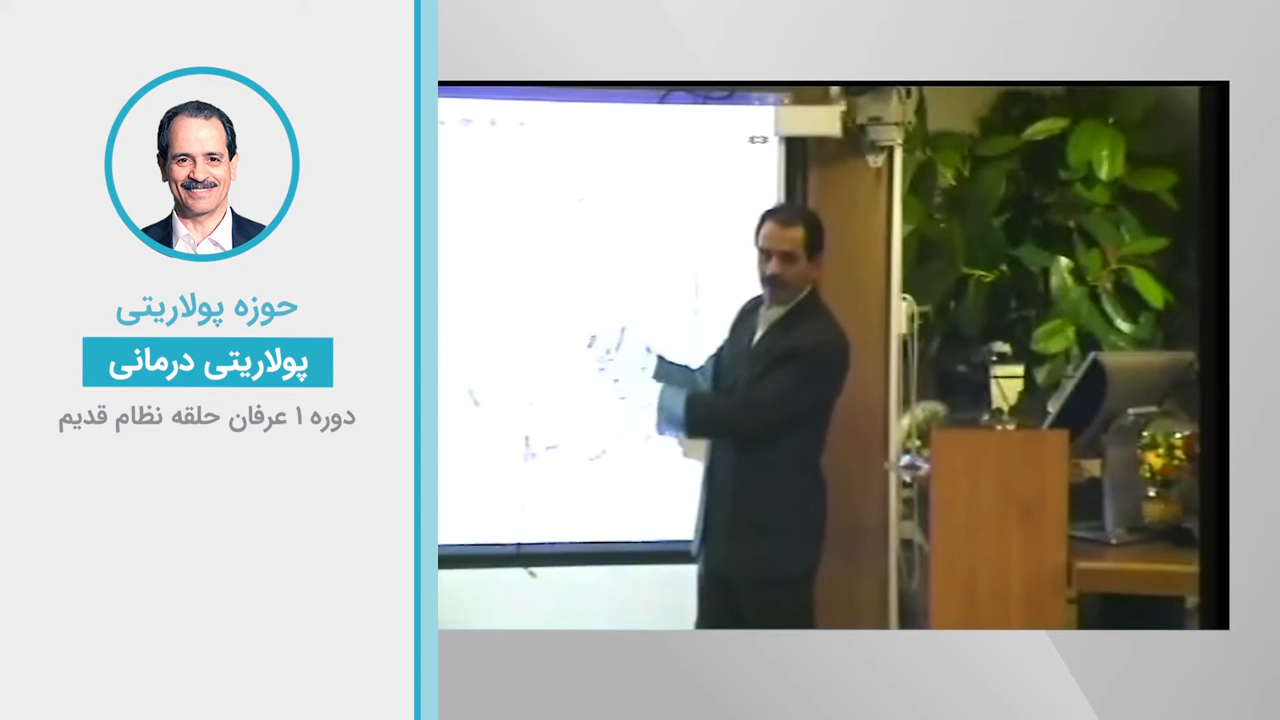 حوزه پولاریتی
پولاریتی درمانی
دوره ۱ عرفان حلقه نظام قدیم